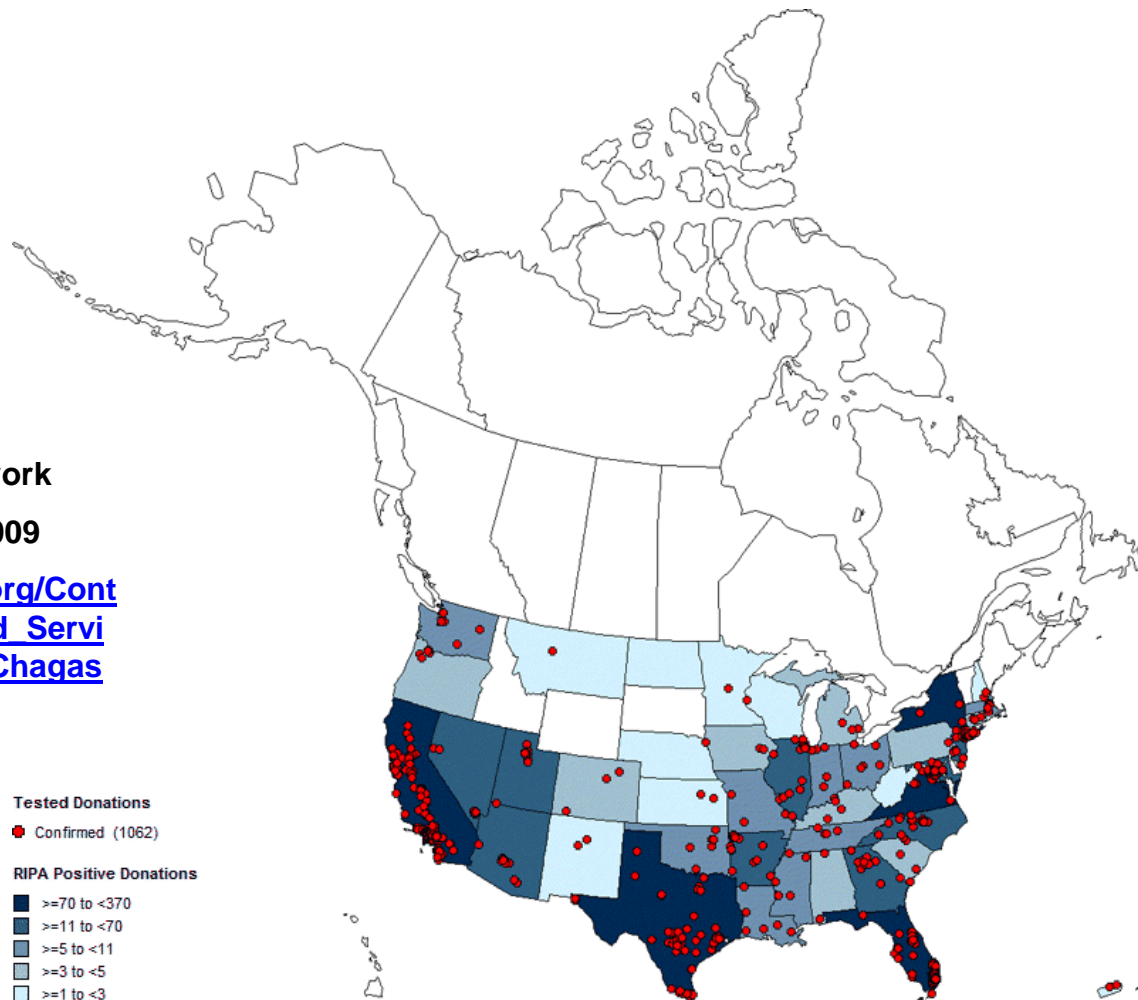 ork
009
org/Cont
d_Servi
Chagas
Tested Donations
Confirmed (1062)
RIPA Positive Donations
>=70 to <370
>=11 to <70
>=5 to <11
>=3 to <5
>=1 to <3